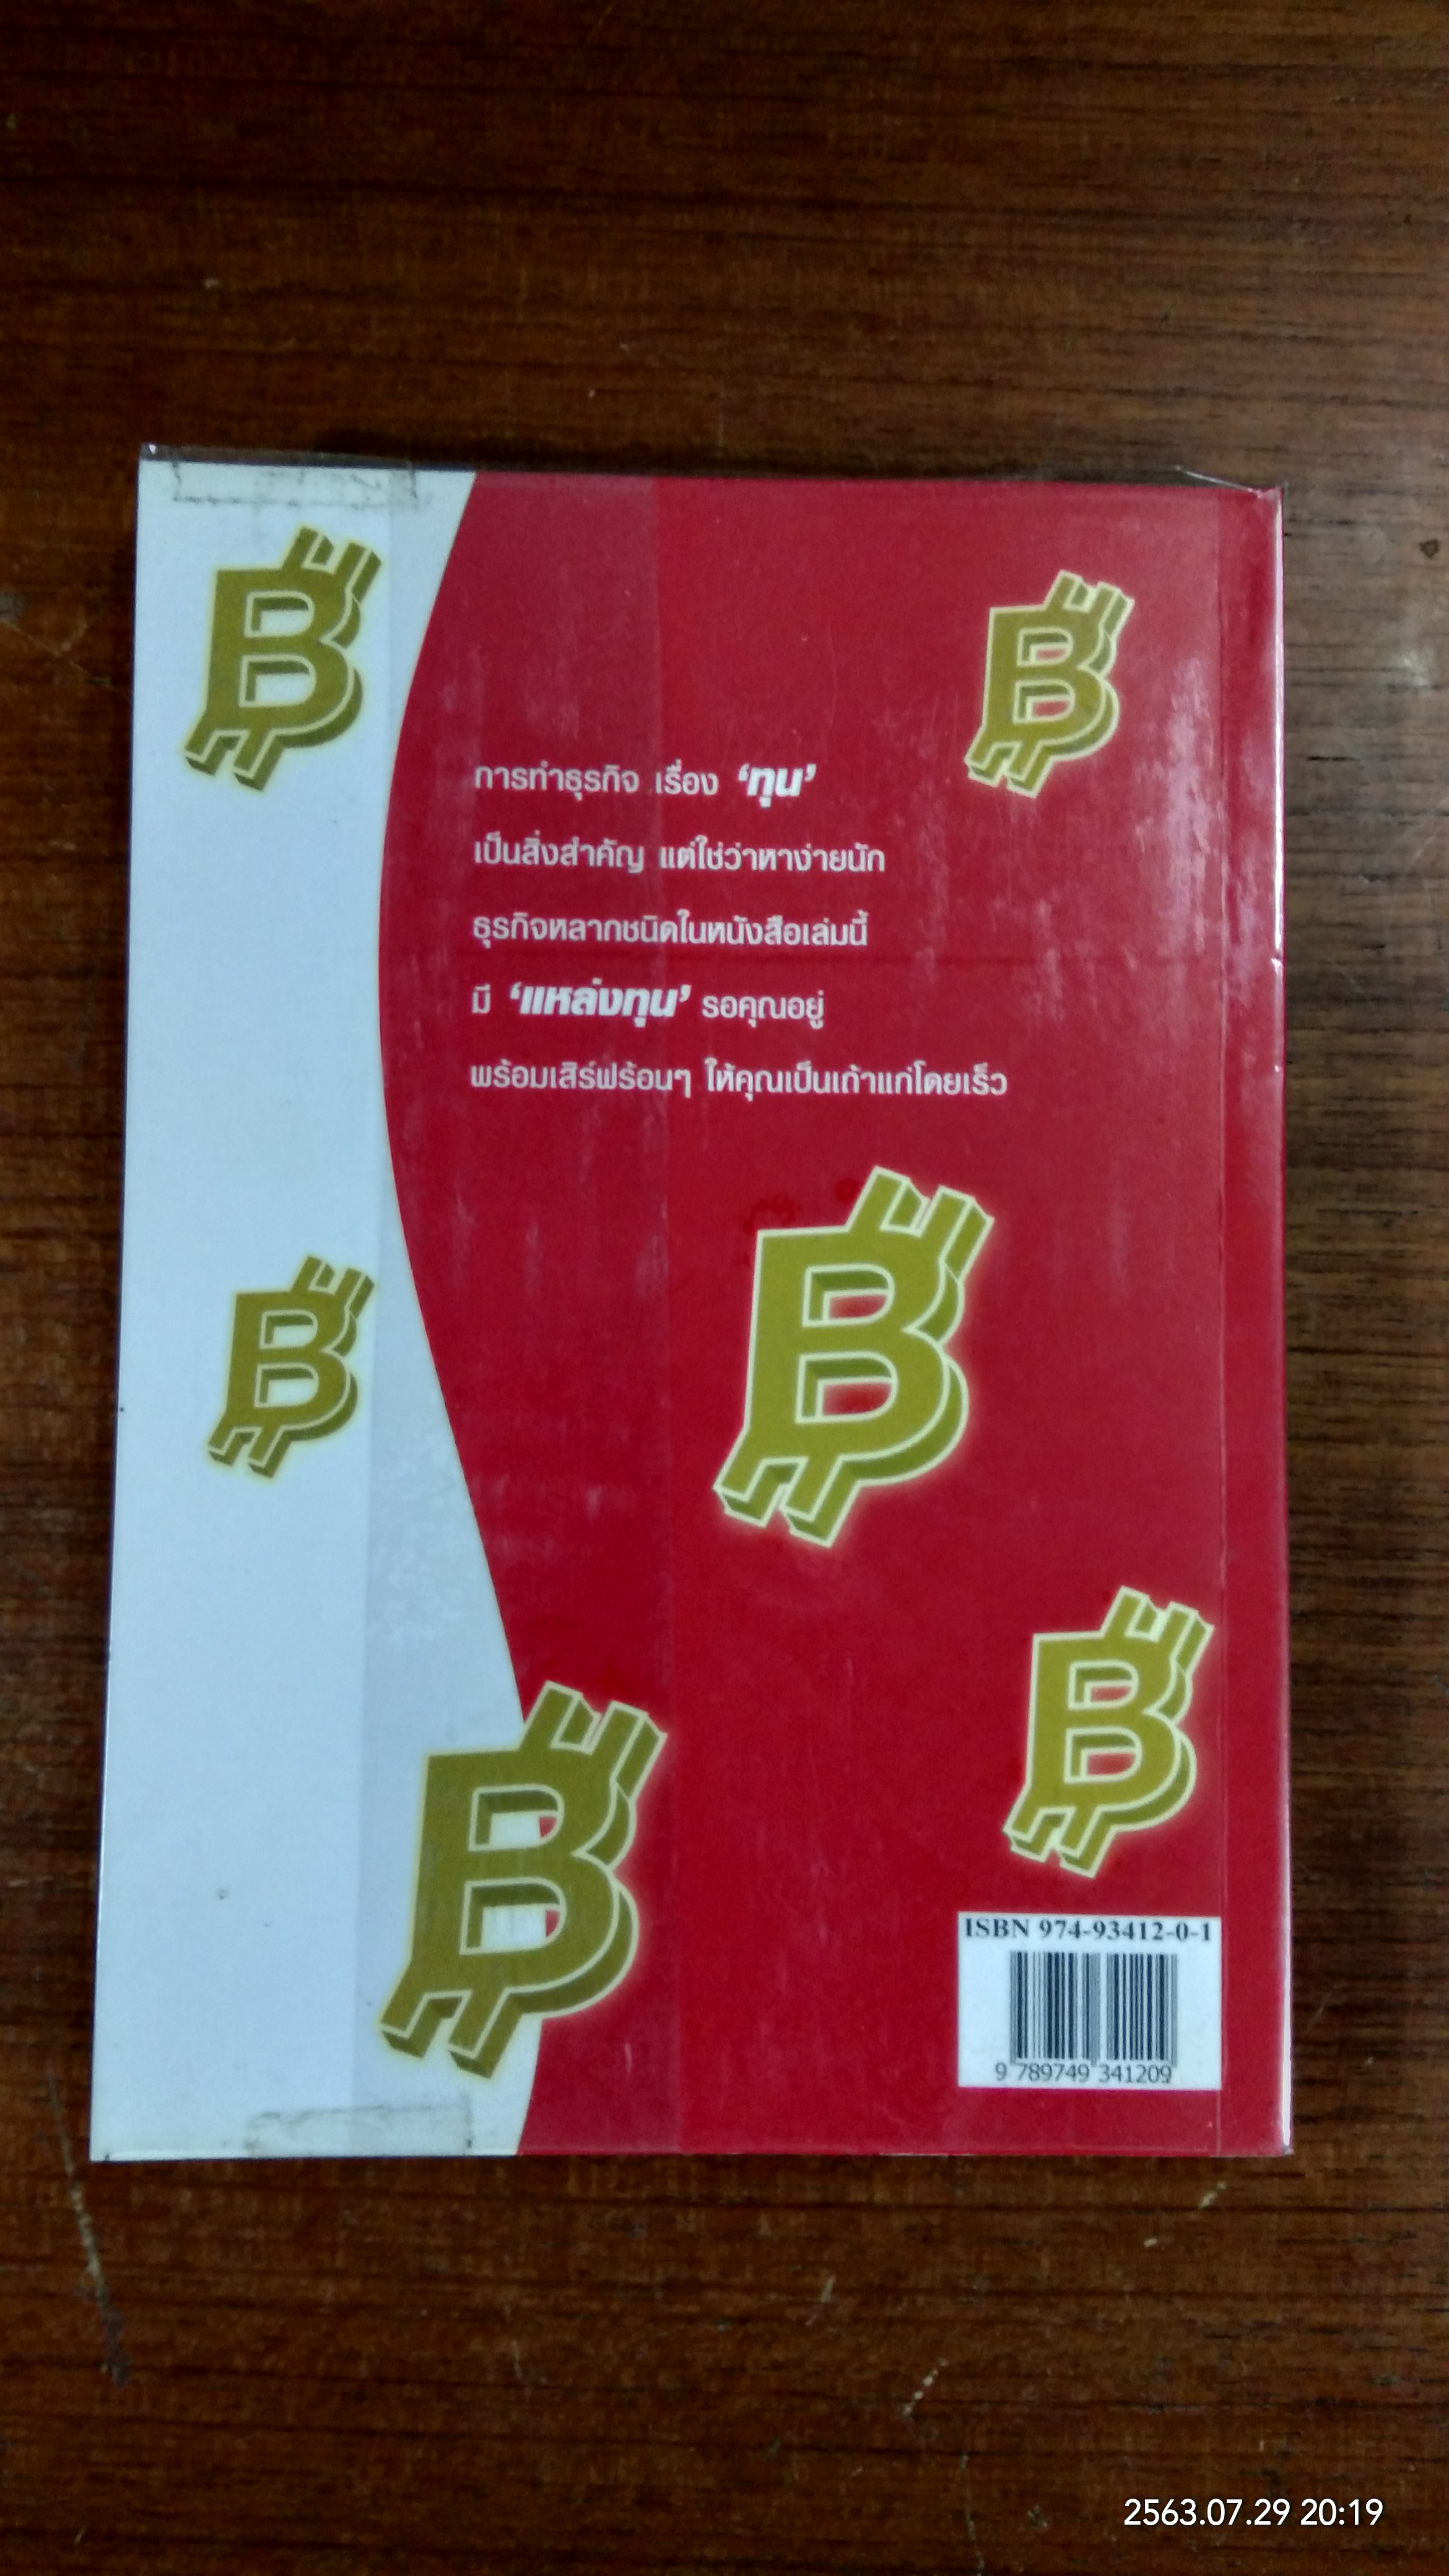 การทำธุรกิจ เรื่อง ‘ทุน’
เป็นสิ่งสำคัญ แต่ใช่ว่าหาง่ายนัก
ธุรกิจหลากชนิดในหนังสือเล่มนี้
มี ‘แหล่งทุน’ รอคุณอยู่
พร้อมเสิร์ฟร้อนๆ ให้คุณเป็นเถ้าแก่โดยเร็ว
ISBN 974-93412-0-1
9 789749 341209
2563.07.29 20:19